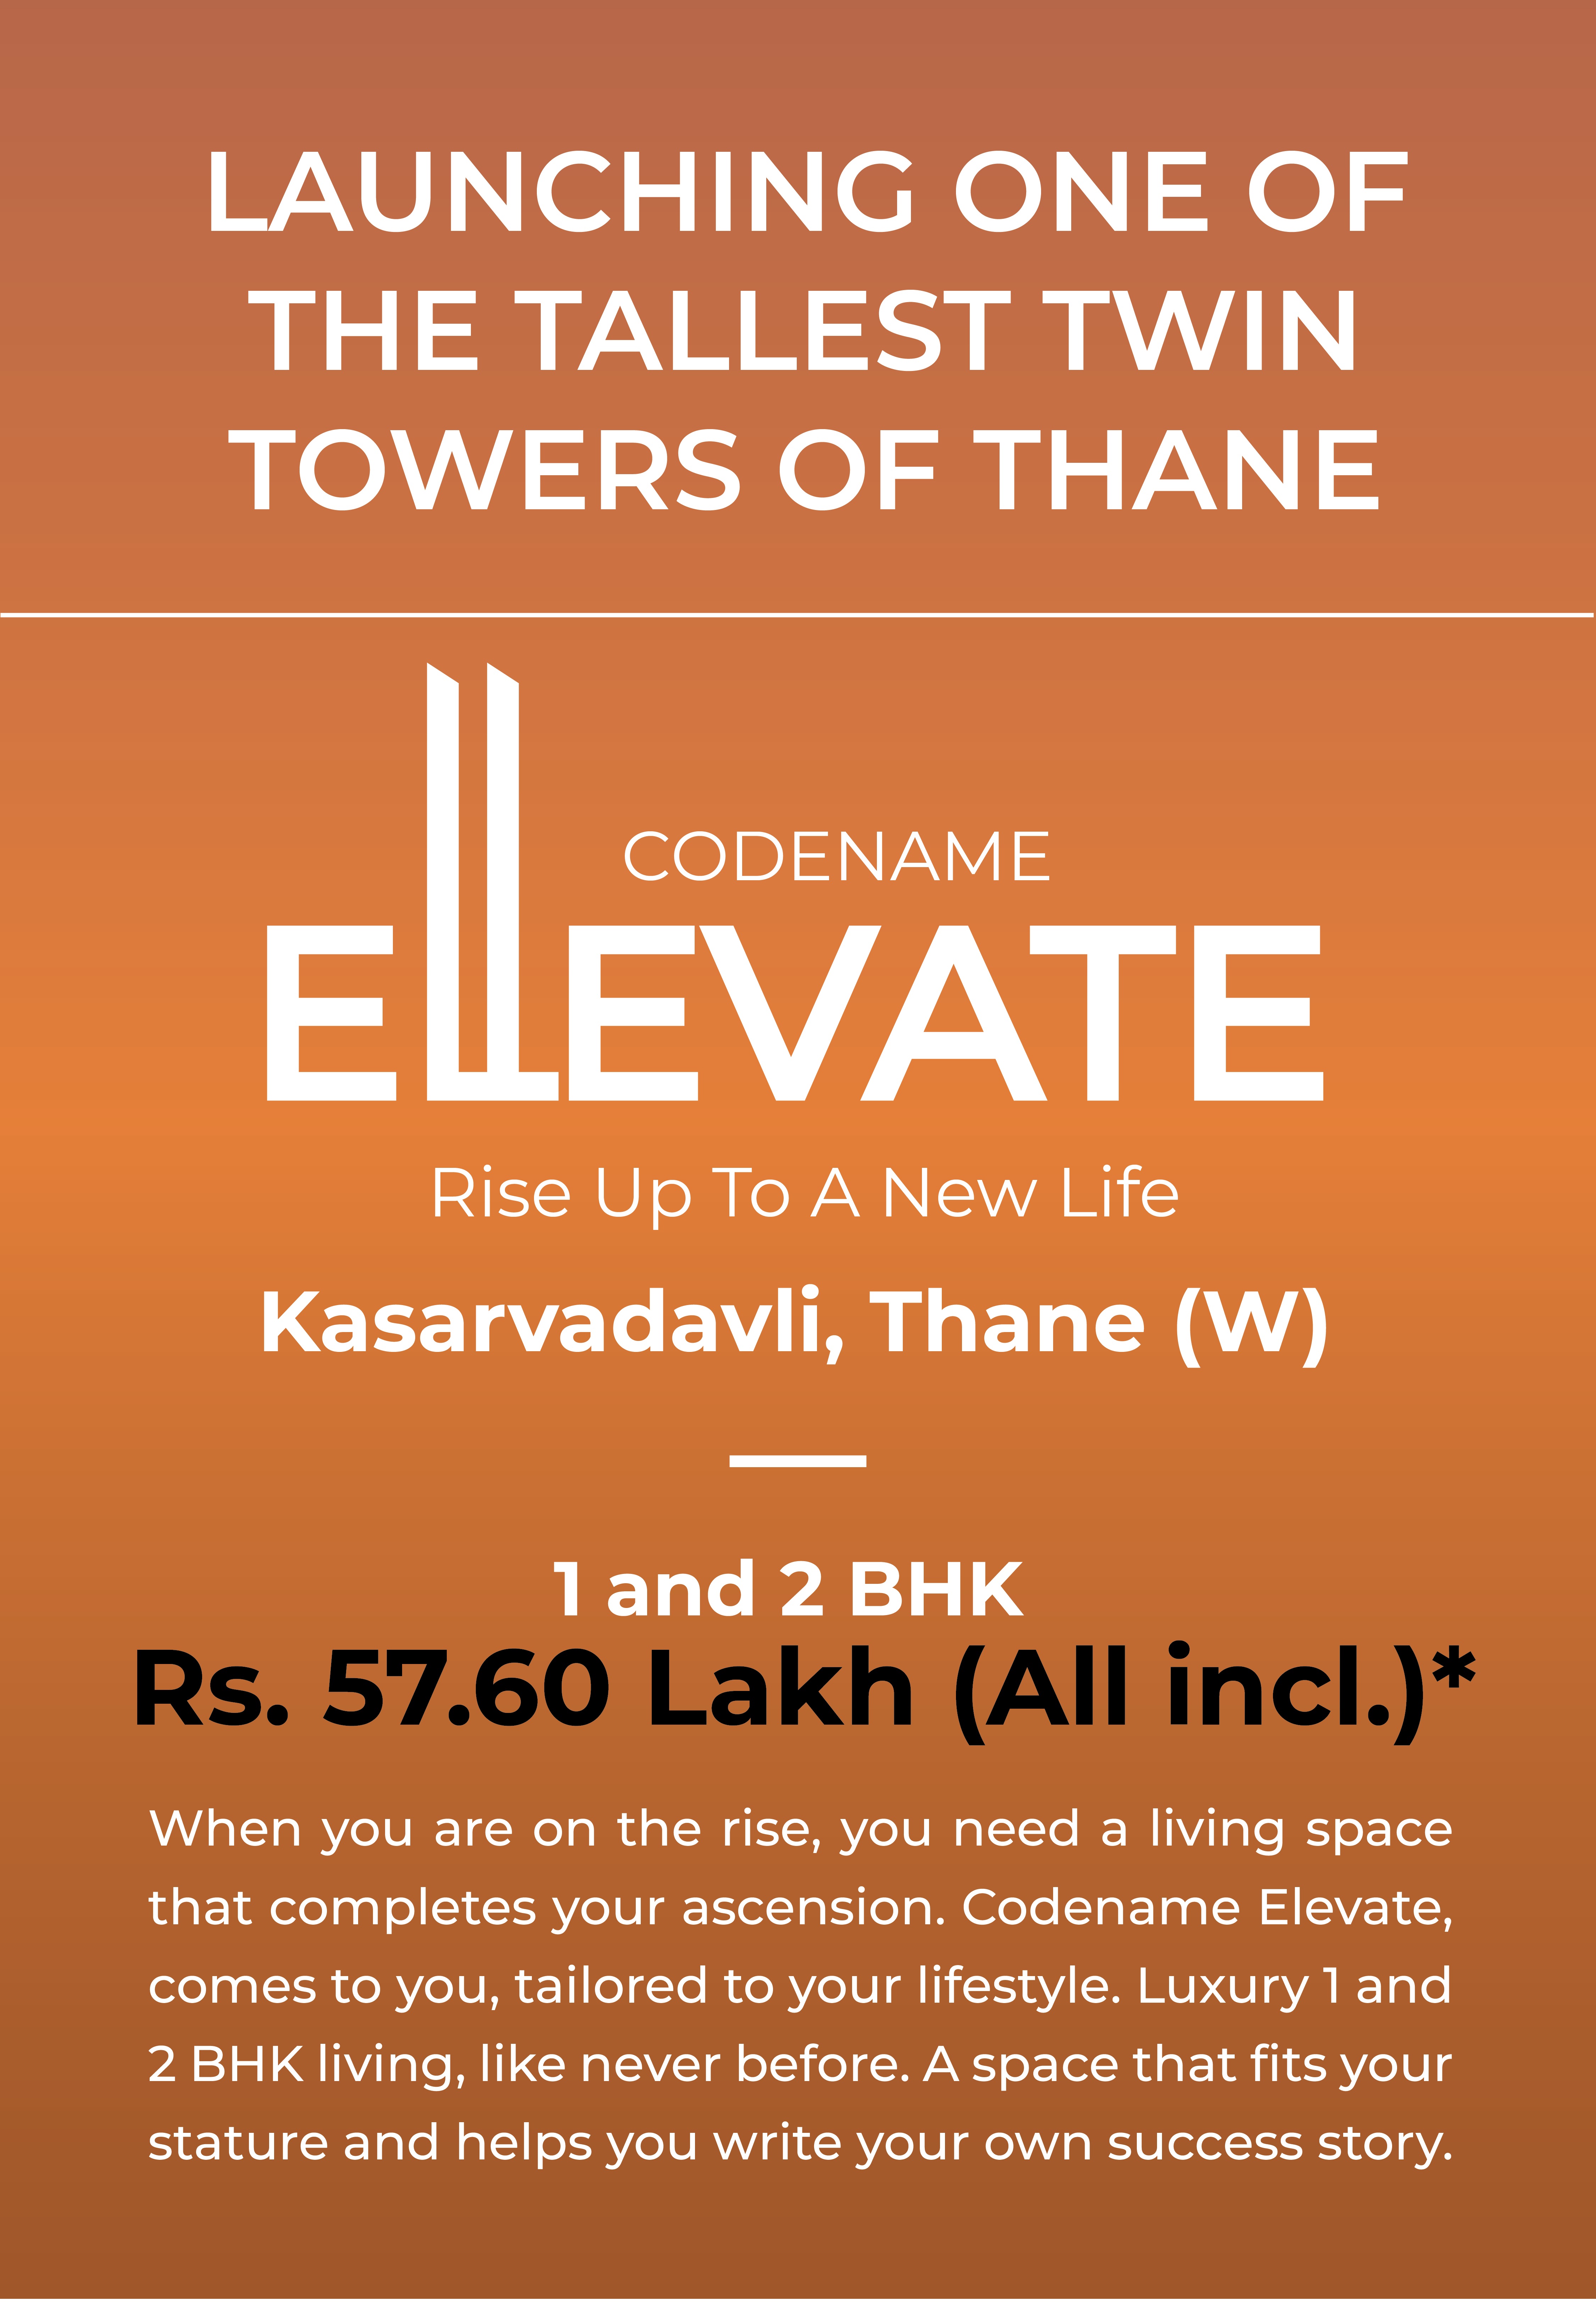 LAUNCHING ONE OF
THE TALLEST TWIN
TOWERS OF THANE
CODENAME
ELEVATE
Rise Up To A New Life
Kasarvadavli, Thane (W)
1 and 2 BHK
Rs. 57.60 Lakh (All incl.)*
When you are on the rise, you need a living space
that completes your ascension. Codename Elevate,
comes to you, tailored to your lifestyle. Luxury 1 and
2 BHK living, like never before. A space that fits your
stature and helps you write your own success story.